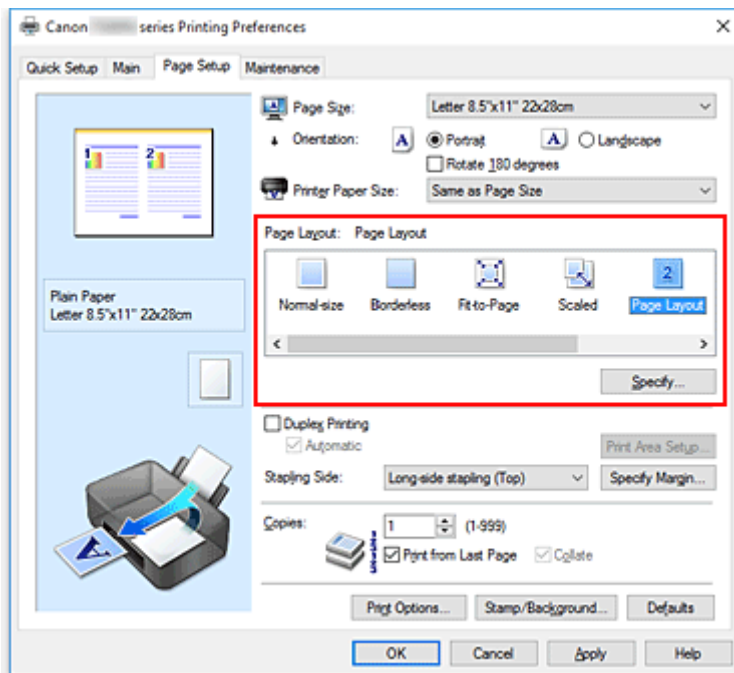 Canon series Printing Preferences
Quick Setup Main Page Setup Maintenance
1 2
Plain Paper
Letter 8.5"x11" 22x28cm
Page Size: Letter 8.5"x11" 22x28cm
Orientation: A Portrait A Landscape
Rotate 180 degrees
Printer Paper Size: Same as Page Size
Page Layout: Page Layout
2
Normal-size Borderless Fit-to-Page Scaled Page Layout
Specify...
Duplex Printing
Automatic Print Area Setup...
Stapling Side: Long-side stapling (Top) Specify Margin...
Copies: 1 (1-999)
Print from Last Page Collate
A
Print Options... Stamp/Background... Defaults
OK Cancel Apply Help